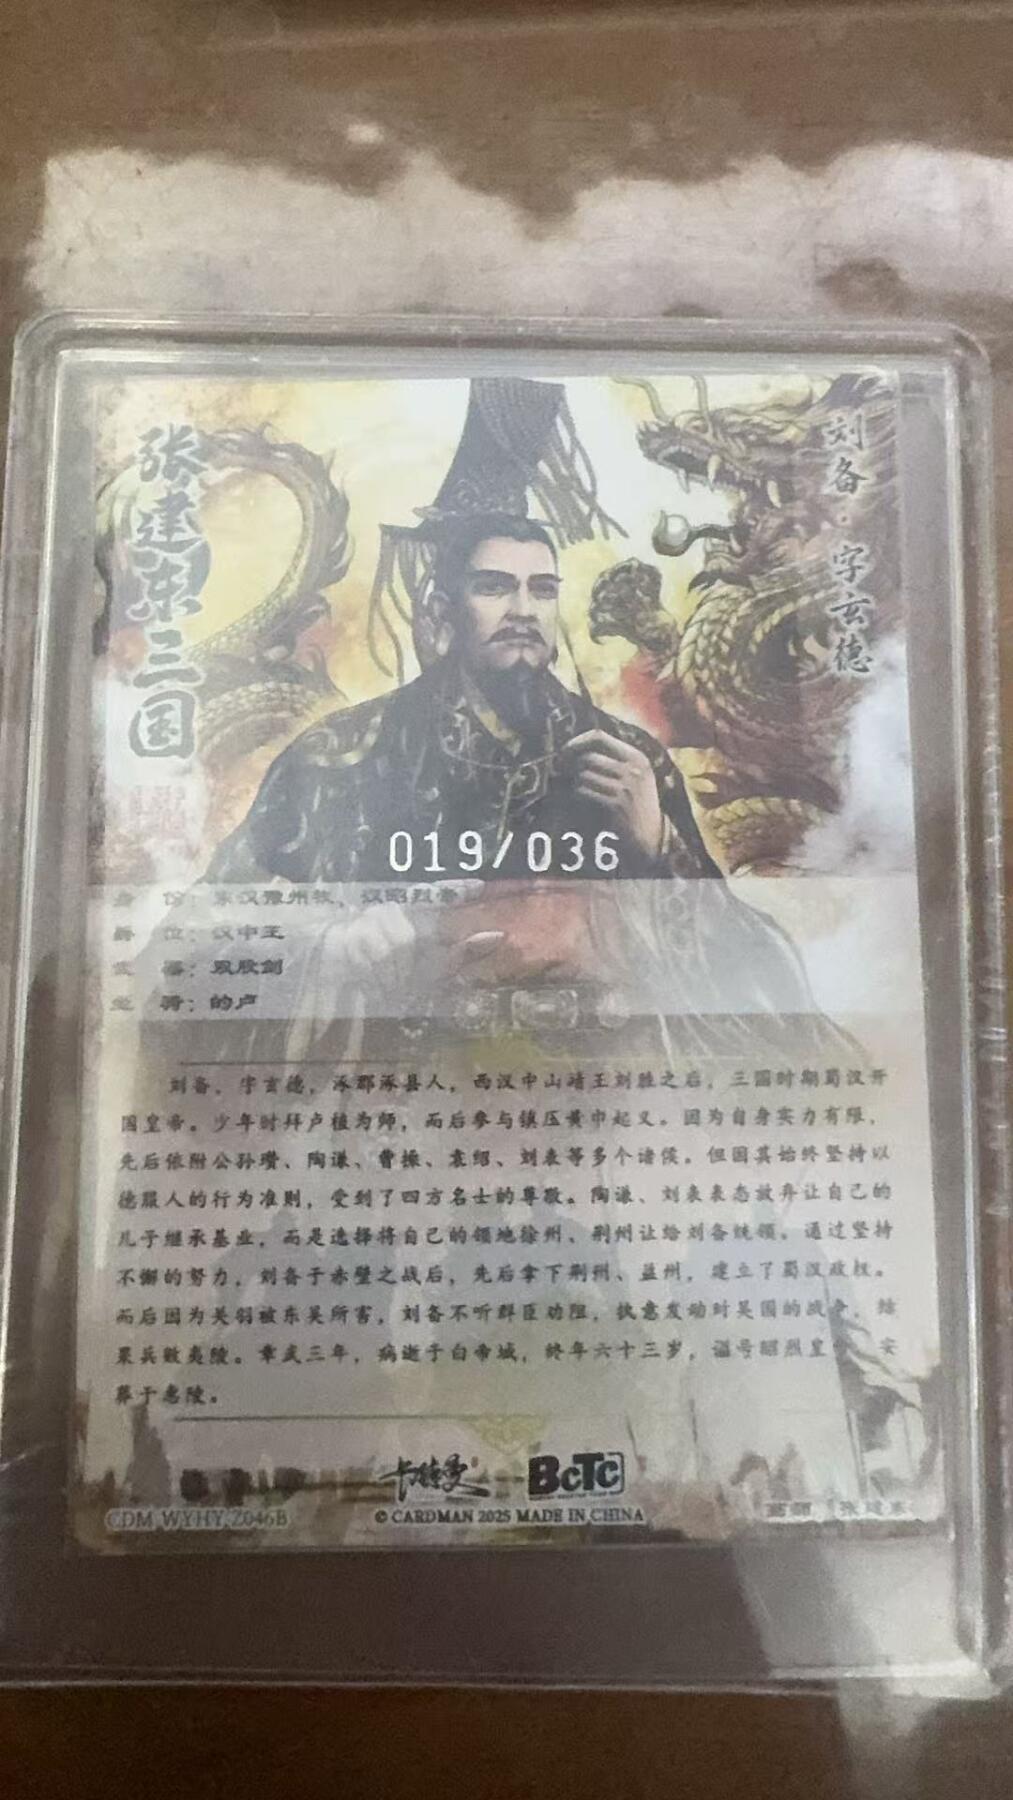 张建东三国
刘备·字玄德
019/036
身 份：东汉豫州牧、汉昭烈帝
爵 位：汉中王
武 器：双股剑
坐 骑：的卢
刘备，字玄德，涿郡涿县人，西汉中山靖王刘胜之后，三国时期蜀汉开
国皇帝。少年时拜卢植为师，而后参与镇压黄巾起义。因为自身实力有限，
先后依附公孙瓒、陶谦、曹操、袁绍、刘表等多个诸侯。但因其始终坚持以
德服人的行为准则，受到了四方名士的尊敬。陶谦、刘表表态放弃让自己的
儿子继承基业，而是选择将自己的领地徐州、荆州让给刘备统领。通过坚持
不懈的努力，刘备于赤壁之战后，先后拿下荆州、益州，建立了蜀汉政权。
而后因为关羽被东吴所害，刘备不听群臣劝阻，执意发动对吴国的战争，结
果兵败夷陵。章武三年，病逝于白帝城，终年六十三岁，谥号昭烈皇 ，安
葬于惠陵。
卡特曼 BCTC
CDM-WYHY-Z046B
© CARDMAN 2025 MADE IN CHINA
张建东